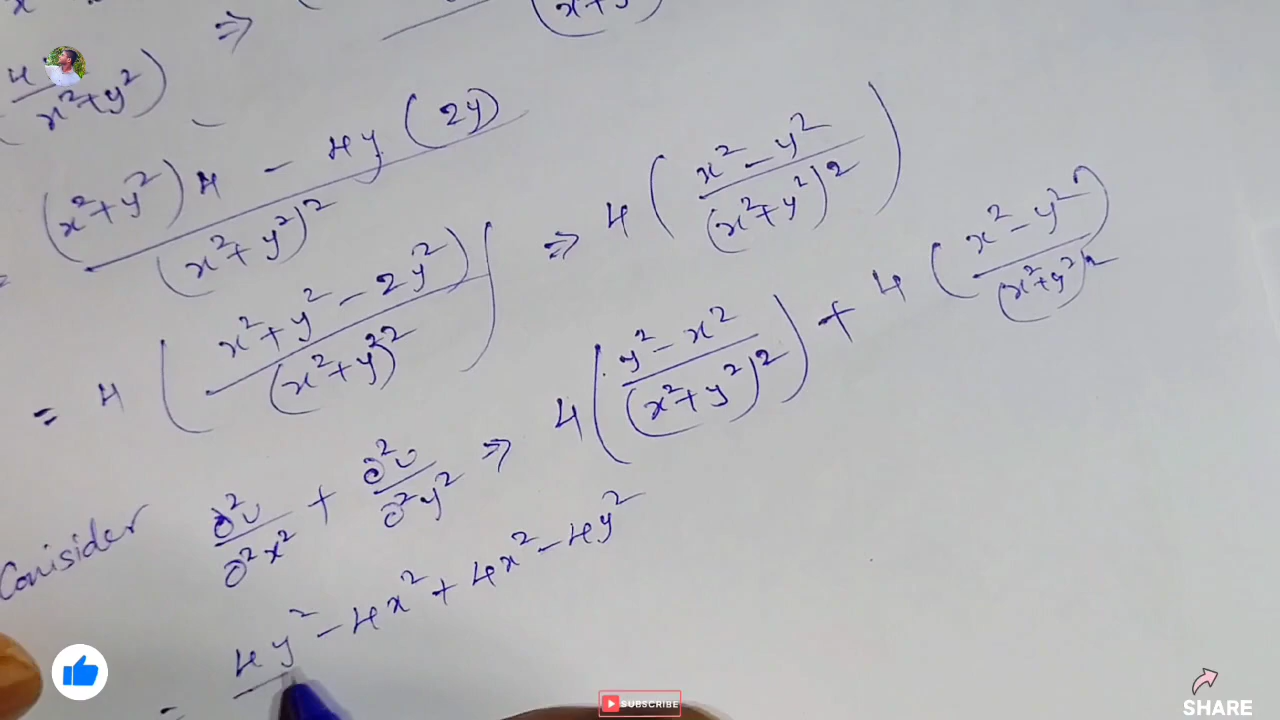 ⇒ (x+y
4/(x²+y²)
((x²+y²)4 - 4y(2y))/(x²+y²)²
= 4((x²+y²-2y²)/(x²+y²)²) ⇒ 4((x²-y²)/(x²+y²)²)
Consider ∂²υ/∂²x² + ∂²υ/∂²y² ⇒ 4((y²-x²)/(x²+y²)²) + 4((x²-y²)/(x²+y²)²)
= 4y²-4x²+4x²-4y²
SUBSCRIBE
SHARE